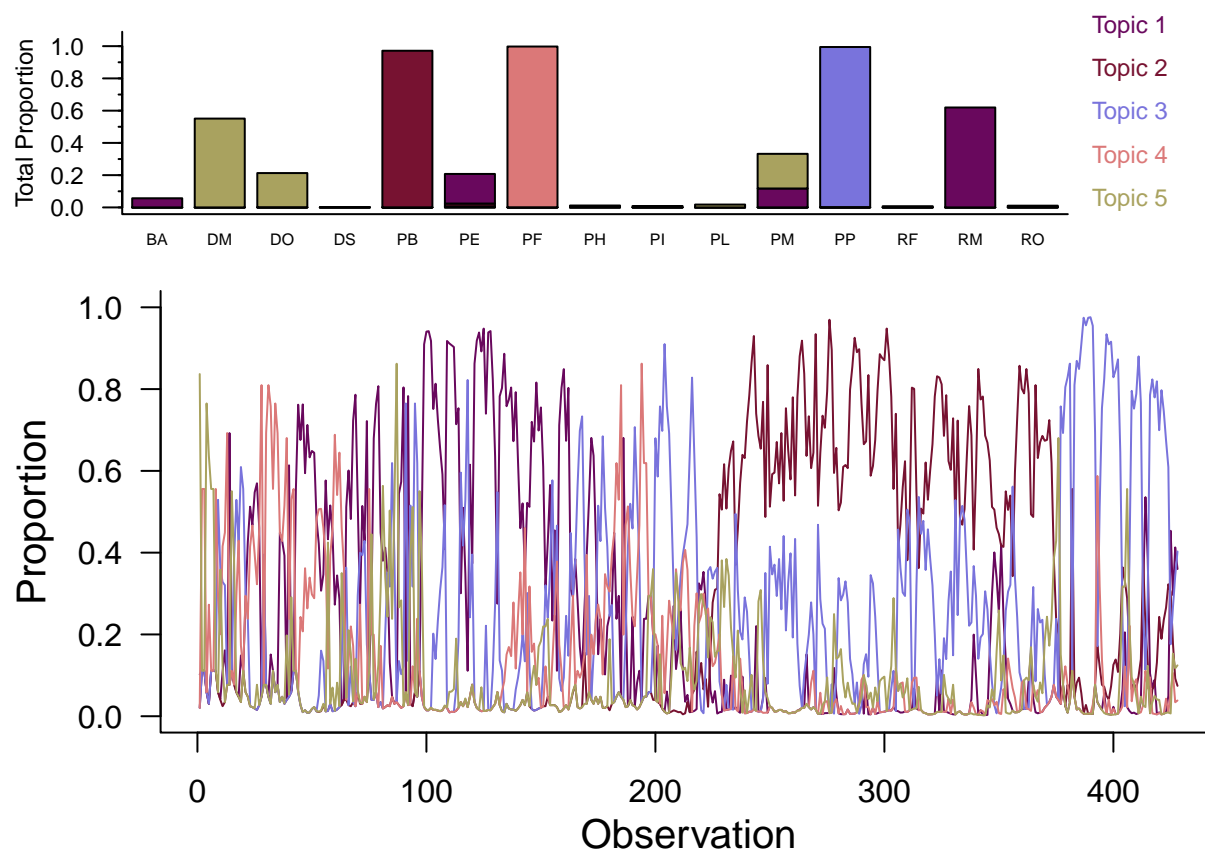 Total Proportion
1.0
0.8
0.6
0.4
0.2
0.0
BA DM DO DS PB PE PF PH PI PL PM PP RF RM RO
Topic 1
Topic 2
Topic 3
Topic 4
Topic 5
Proportion
1.0
0.8
0.6
0.4
0.2
0.0
0 100 200 300 400
Observation